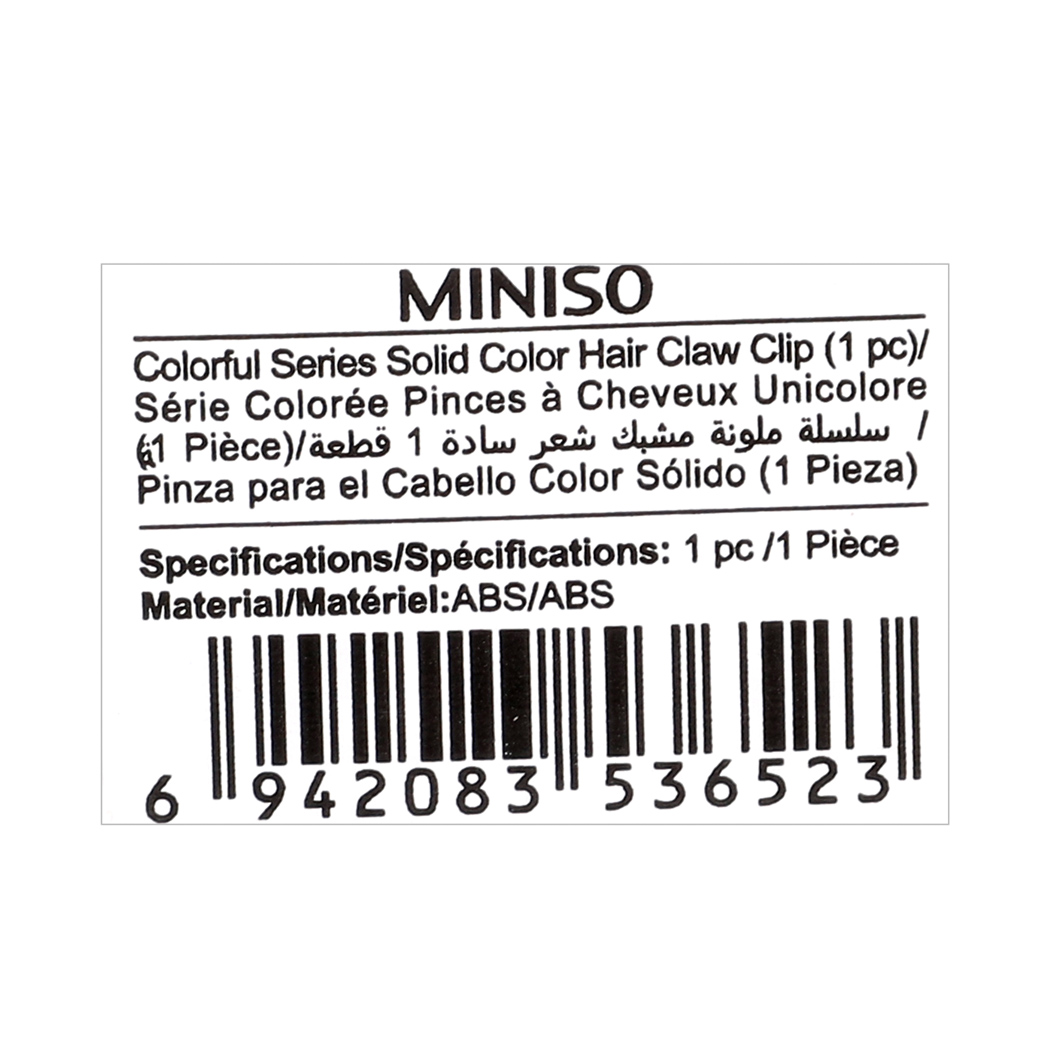 MINISO
Colorful Series Solid Color Hair Claw Clip (1 pc)/
Série Colorée Pinces à Cheveux Unicolore
(1 Pièce)/سلسلة ملونة مشبك شعر سادة 1 قطعة /
Pinza para el Cabello Color Sólido (1 Pieza)
Specifications/Spécifications: 1 pc /1 Pièce
Material/Matériel:ABS/ABS
6 942083 536523